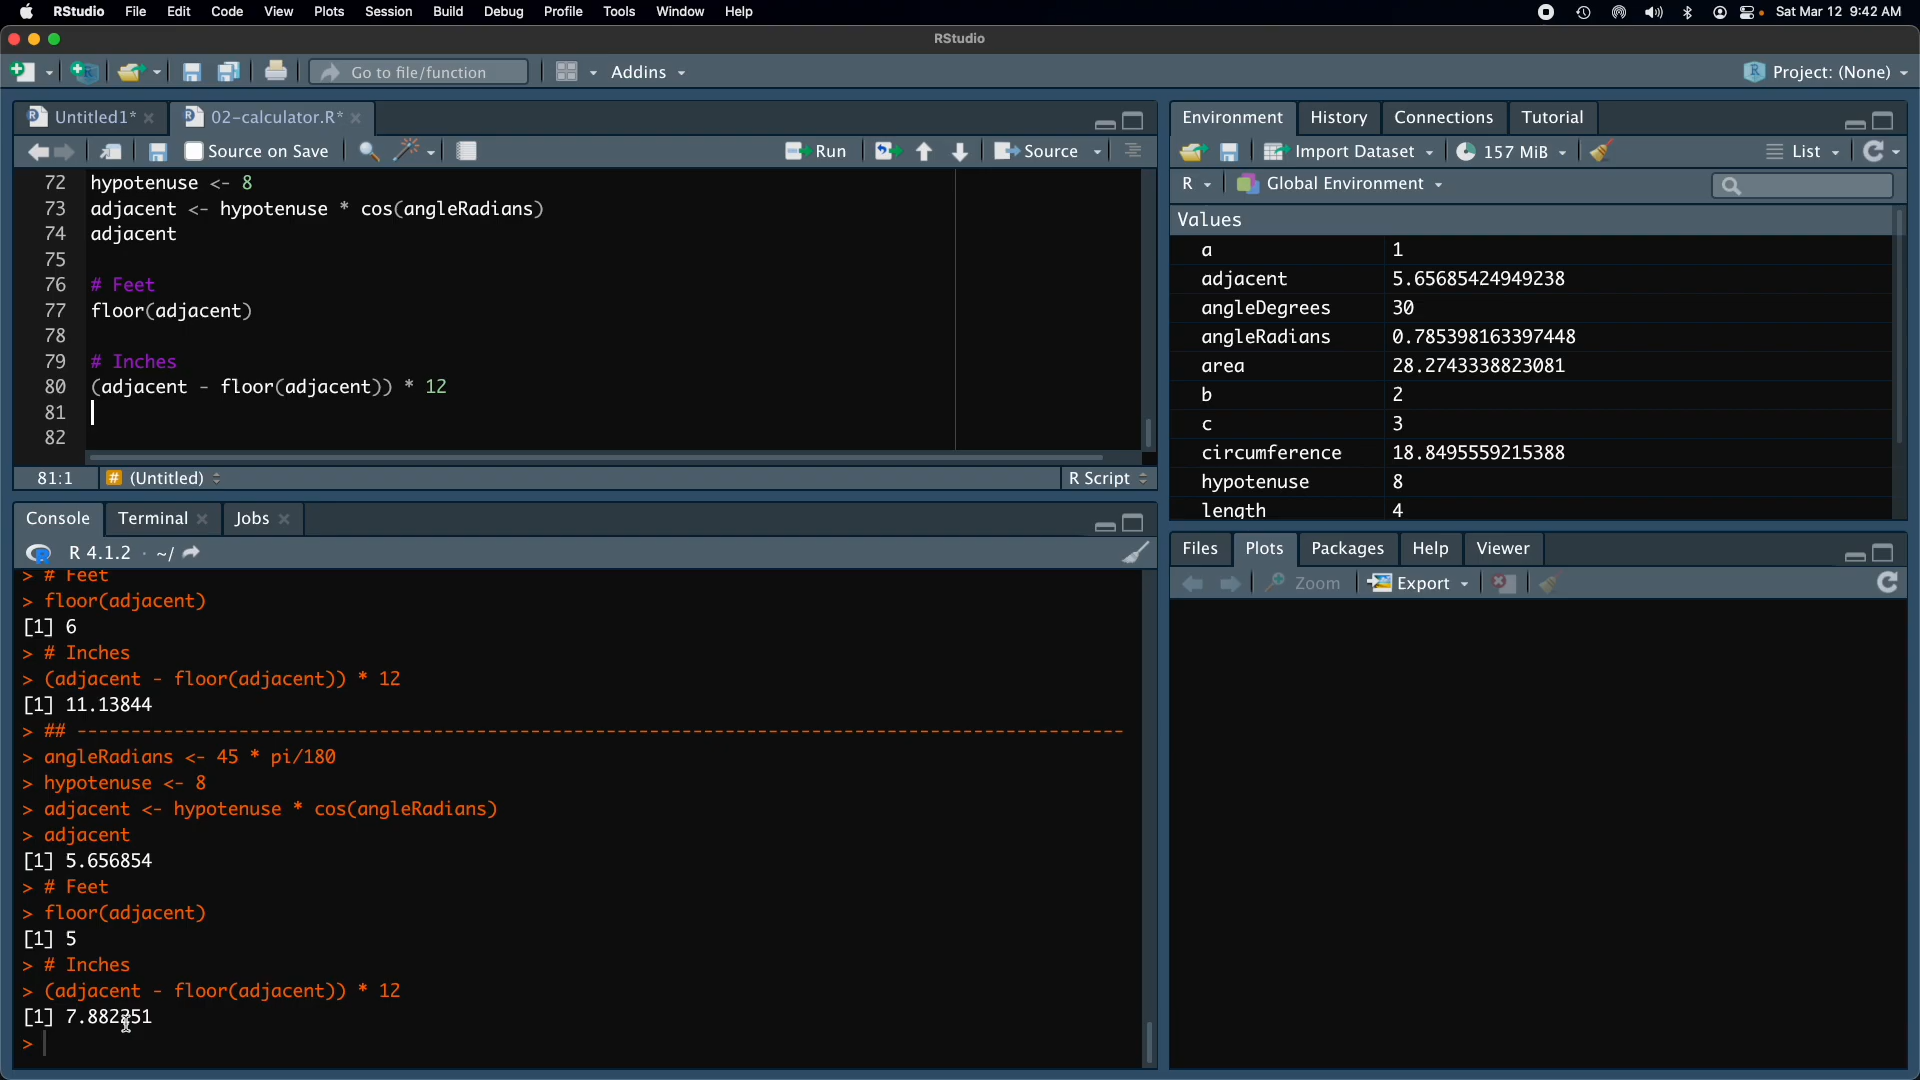 RStudio File Edit Code View Plots Session Build Debug Profile Tools Window Help Sat Mar 12 9:42 AM
RStudio
Go to file/function Addins Project: (None)
Untitled1* 02-calculator.R*
Source on Save Run Source
72 hypotenuse <- 8
73 adjacent <- hypotenuse * cos(angleRadians)
74 adjacent
75
76 # Feet
77 floor(adjacent)
78
79 # Inches
80 (adjacent - floor(adjacent)) * 12
81
82
81:1 # (Untitled) R Script
Console Terminal Jobs
R 4.1.2 · ~/
> # Feet
> floor(adjacent)
[1] 6
> # Inches
> (adjacent - floor(adjacent)) * 12
[1] 11.13844
> ## -------------------------------------------------------------------------------------------------
> angleRadians <- 45 * pi/180
> hypotenuse <- 8
> adjacent <- hypotenuse * cos(angleRadians)
> adjacent
[1] 5.656854
> # Feet
> floor(adjacent)
[1] 5
> # Inches
> (adjacent - floor(adjacent)) * 12
[1] 7.882251
>
Environment History Connections Tutorial
Import Dataset 157 MiB List
R Global Environment
Values
a 1
adjacent 5.65685424949238
angleDegrees 30
angleRadians 0.785398163397448
area 28.2743338823081
b 2
c 3
circumference 18.8495559215388
hypotenuse 8
length 4
Files Plots Packages Help Viewer
Zoom Export